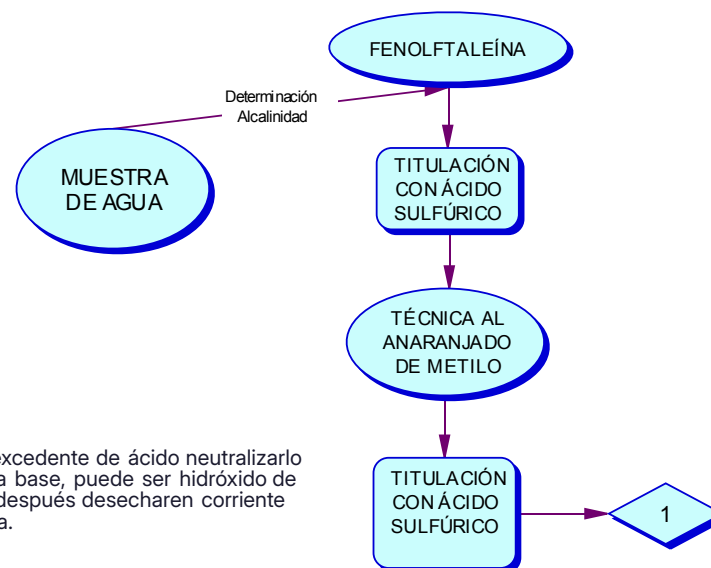 FENOLFTALEÍNA
Determinación
Alcalinidad
MUESTRA
DE AGUA
TITULACIÓN
CON ÁCIDO
SULFÚRICO
TÉCNICA AL
ANARANJADO
DE METILO
excedente de ácido neutralizarlo
a base, puede ser hidróxido de
después desecharen corriente
a.
TITULACIÓN
CON ÁCIDO
SULFÚRICO
1